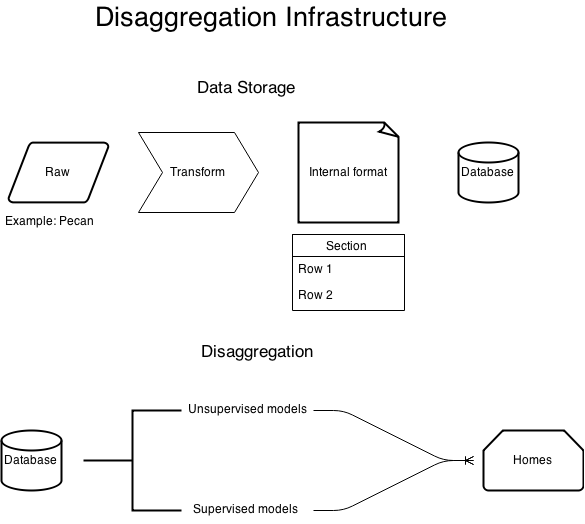 Disaggregation Infrastructure
Data Storage
Raw
Transform
Internal format
Database
Example: Pecan
Section
Row 1
Row 2
Disaggregation
Unsupervised models
Database
Homes
Supervised models